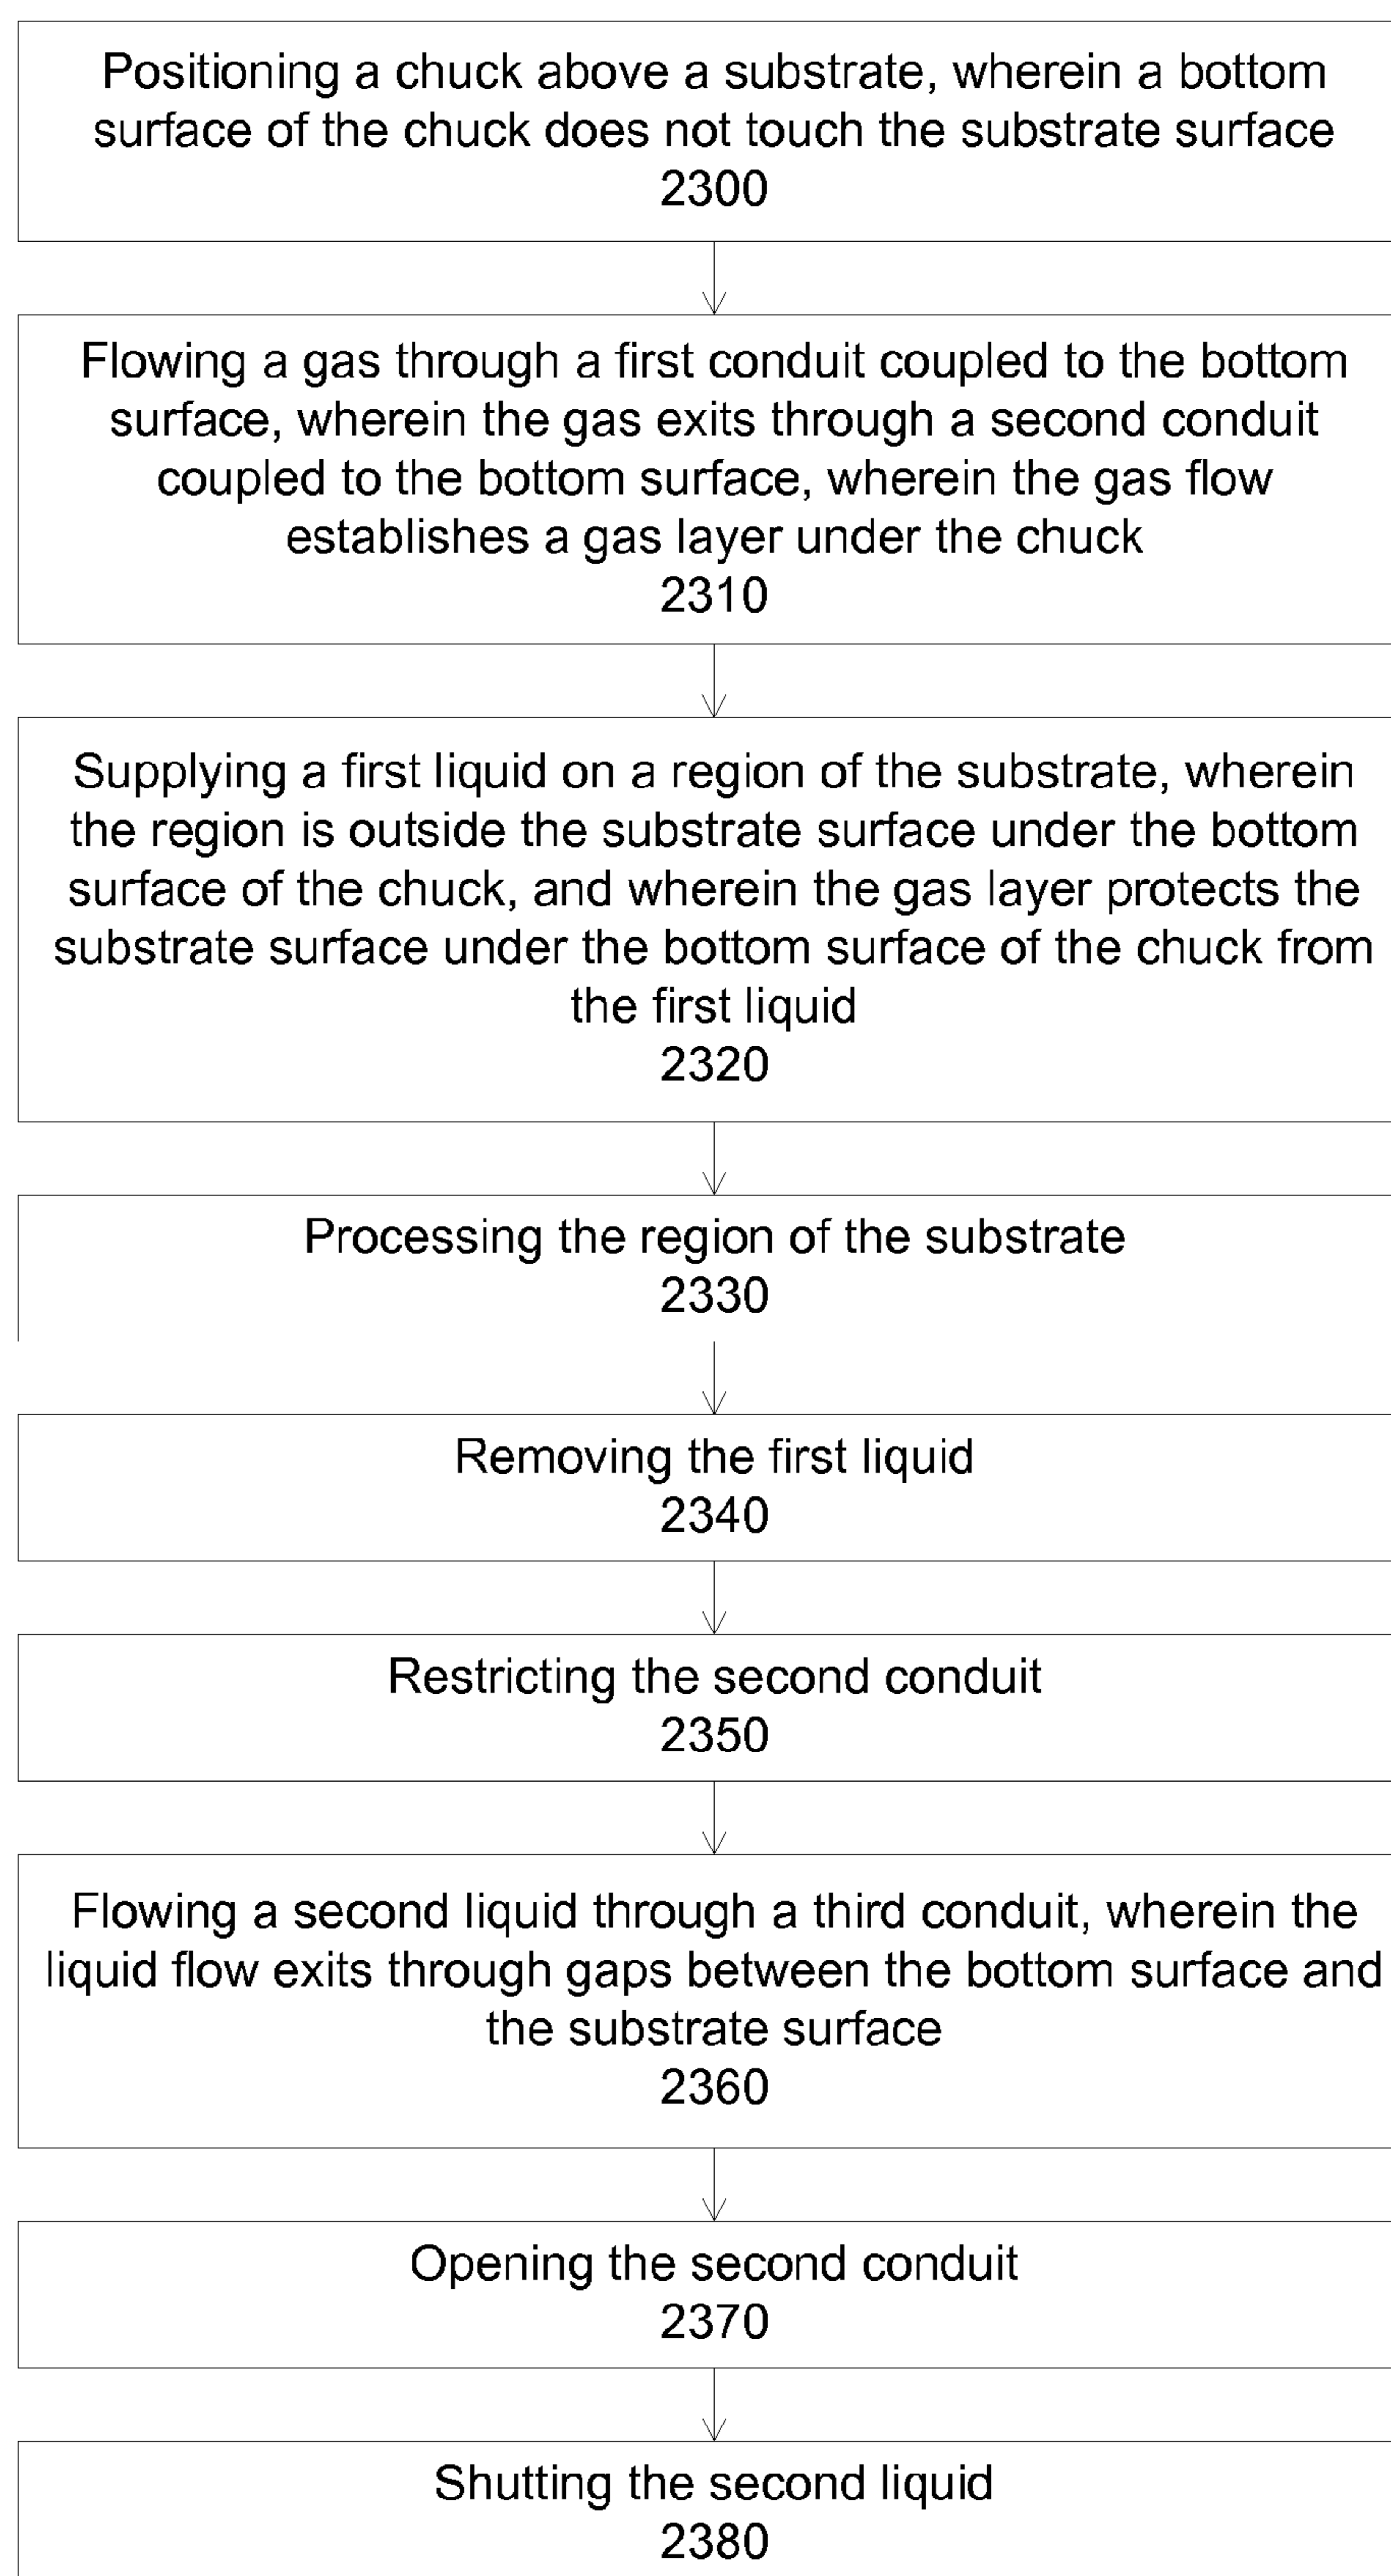 Positioning a chuck above a substrate, wherein a bottom
surface of the chuck does not touch the substrate surface
2300
Flowing a gas through a first conduit coupled to the bottom
surface, wherein the gas exits through a second conduit
coupled to the bottom surface, wherein the gas flow
establishes a gas layer under the chuck
2310
Supplying a first liquid on a region of the substrate, wherein
the region is outside the substrate surface under the bottom
surface of the chuck, and wherein the gas layer protects the
substrate surface under the bottom surface of the chuck from
the first liquid
2320
Processing the region of the substrate
2330
Removing the first liquid
2340
Restricting the second conduit
2350
Flowing a second liquid through a third conduit, wherein the
liquid flow exits through gaps between the bottom surface and
the substrate surface
2360
Opening the second conduit
2370
Shutting the second liquid
2380